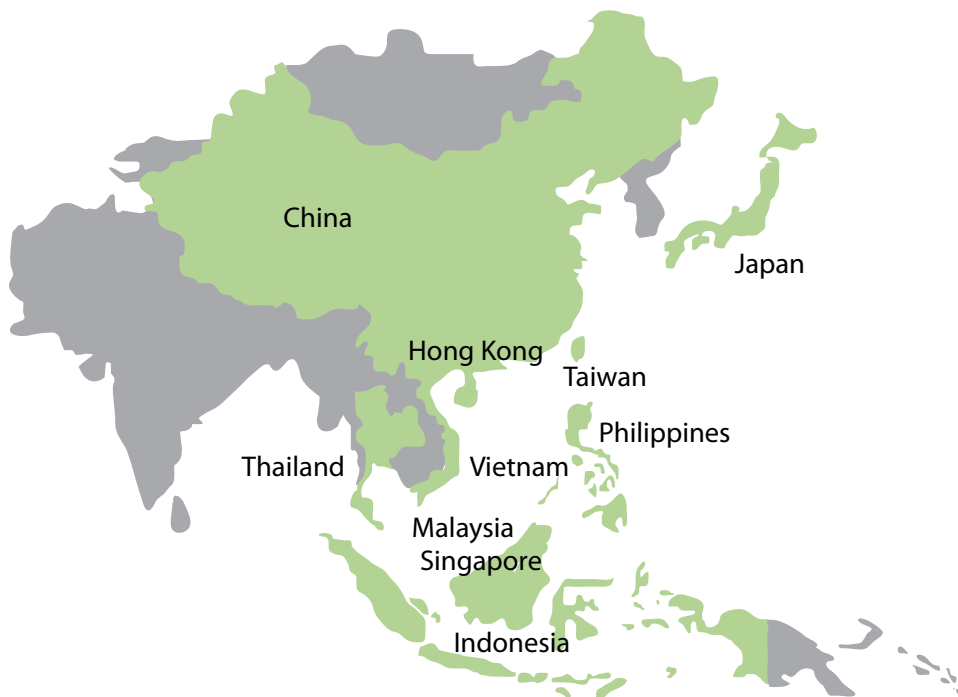 China
Japan
Hong Kong
Taiwan
Philippines
Thailand
Vietnam
Malaysia
Singapore
Indonesia